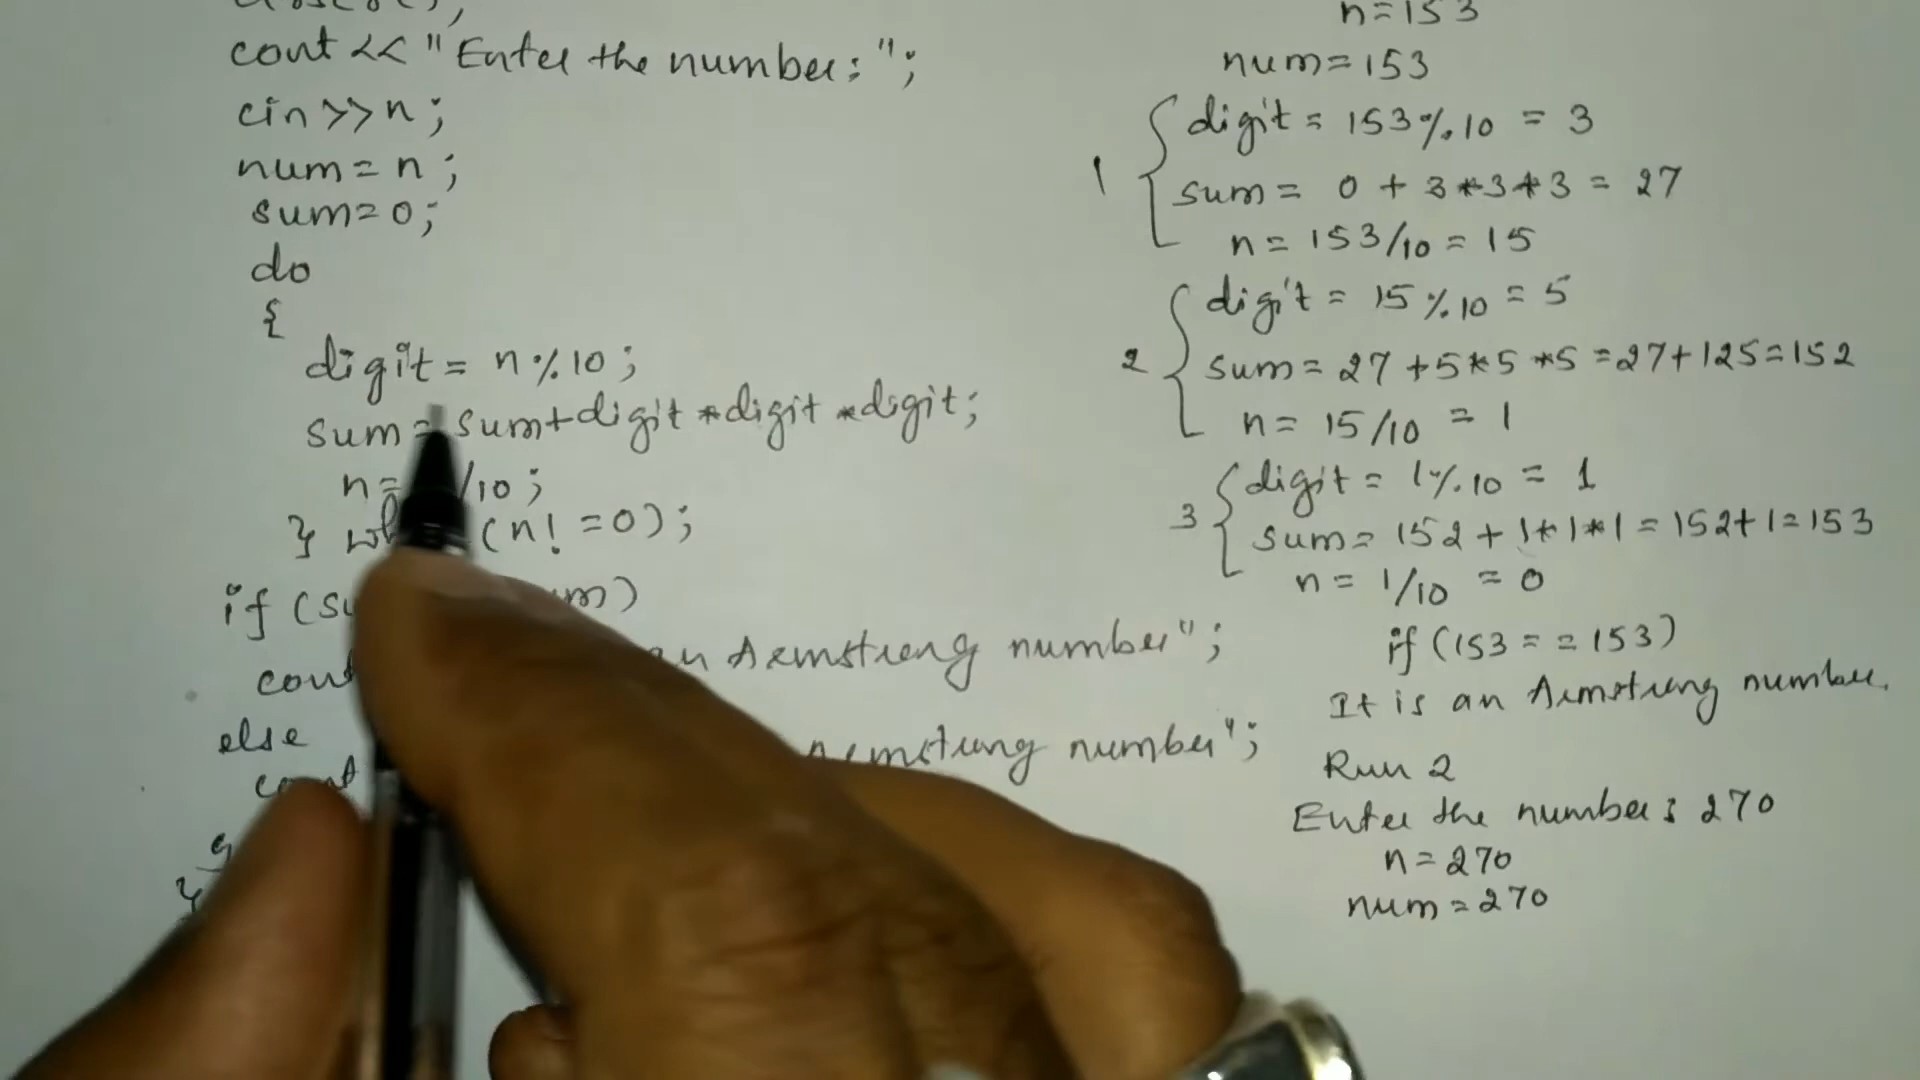 cout << "Enter the number: ";
cin >> n;
num = n;
sum = 0;
do
{
digit = n % 10;
sum = sum + digit * digit * digit;
n = /10;
} (n! = 0);
if (
cout
an Armstrong number";
else
cout
Armstrong number";
}
n = 153
num = 153
1 { digit = 153 % 10 = 3
sum = 0 + 3 * 3 * 3 = 27
n = 153/10 = 15
2 { digit = 15 % 10 = 5
sum = 27 + 5 * 5 * 5 = 27 + 125 = 152
n = 15/10 = 1
3 { digit = 1 % 10 = 1
sum = 152 + 1 * 1 * 1 = 152 + 1 = 153
n = 1/10 = 0
if (153 = = 153)
It is an Armstrong number.
Run 2
Enter the number: 270
n = 270
num = 270